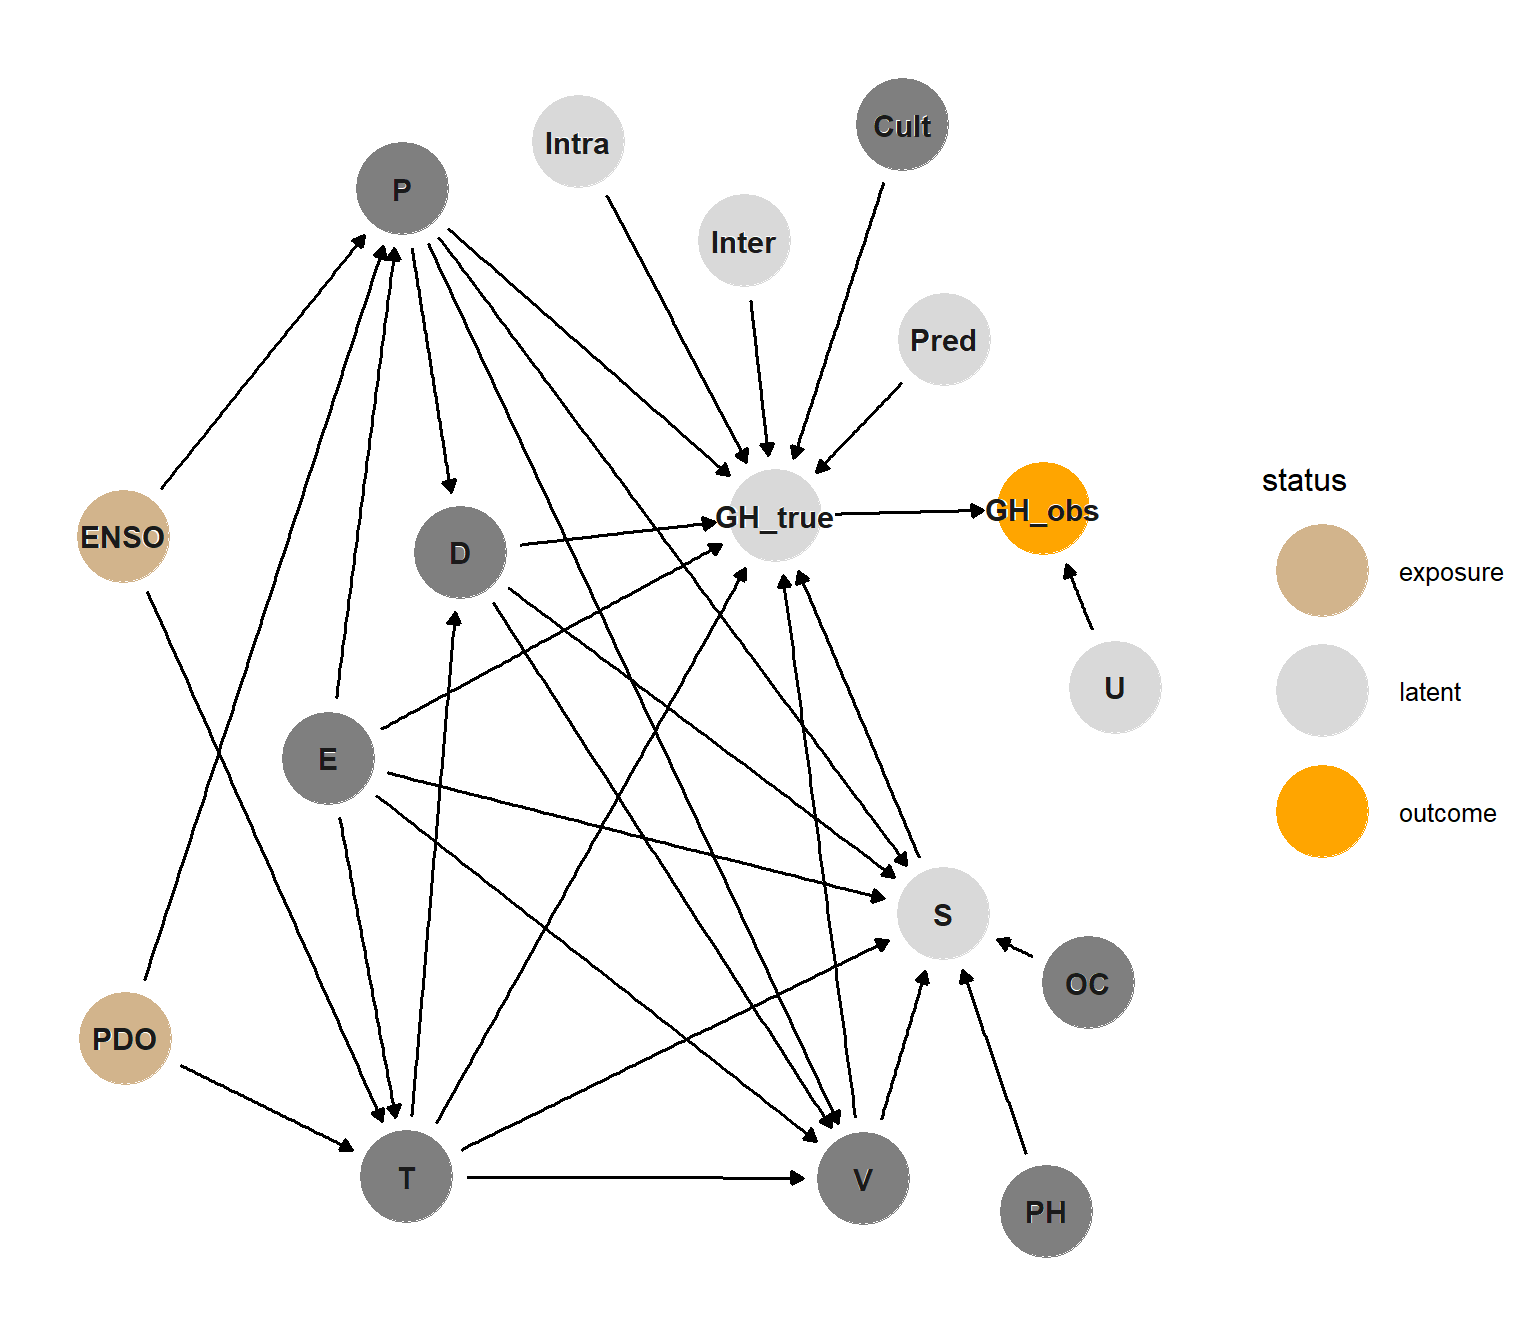 Cult
Intra
P
Inter
Pred
status
GH_true
GH_obs
ENSO
D
exposure
U
latent
E
outcome
S
OC
PDO
T
V
PH